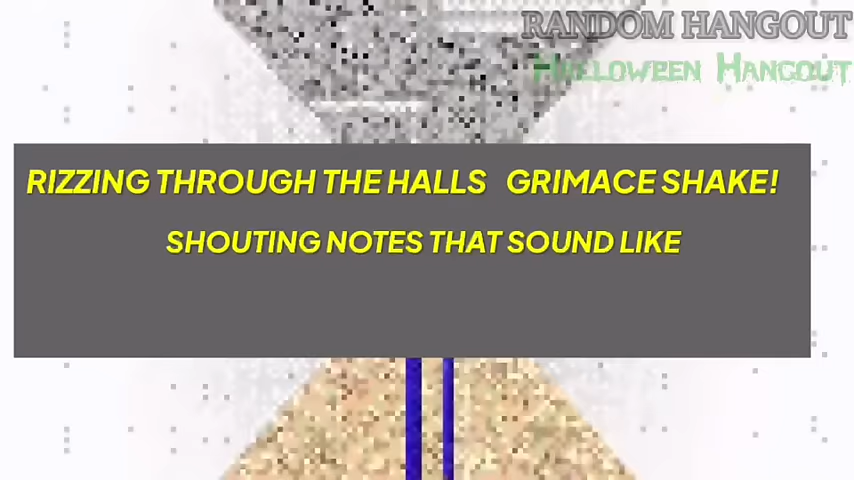 RANDOM HANGOUT
Halloween Hangout
RIZZING THROUGH THE HALLS GRIMACE SHAKE!
SHOUTING NOTES THAT SOUND LIKE